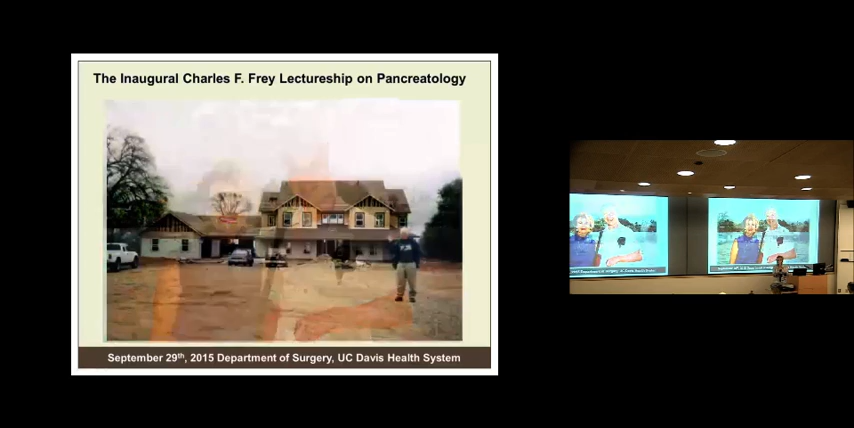 The Inaugural Charles F. Frey Lectureship on Pancreatology
September 29th, 2015 Department of Surgery, UC Davis Health System